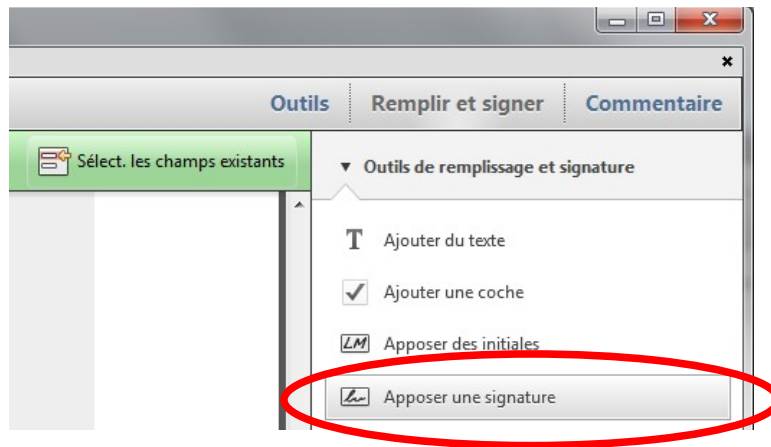 Outils Remplir et signer Commentaire
Sélect. les champs existants
Outils de remplissage et signature
T Ajouter du texte
Ajouter une coche
LM Apposer des initiales
Apposer une signature